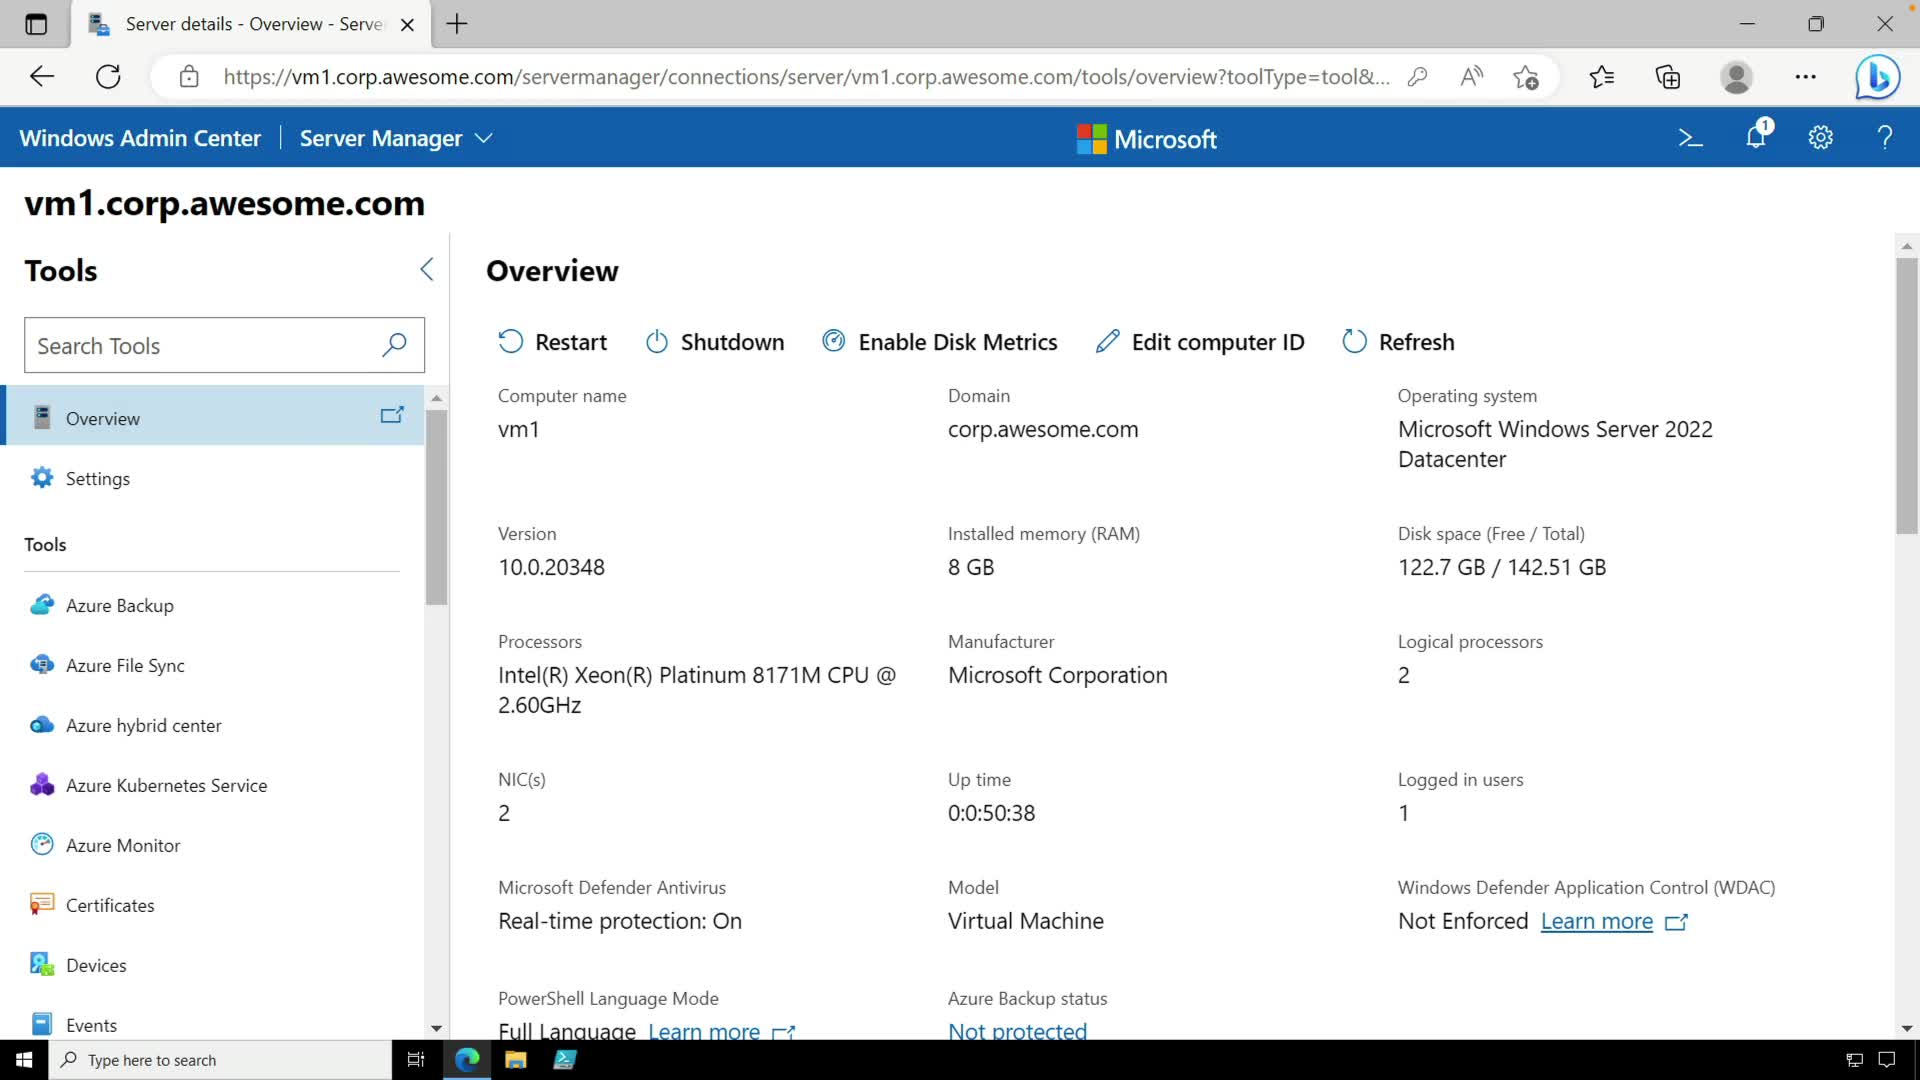 Server details - Overview - Serve
https://vm1.corp.awesome.com/servermanager/connections/server/vm1.corp.awesome.com/tools/overview?toolType=tool&...
Windows Admin Center
Server Manager
Microsoft
1
vm1.corp.awesome.com
Tools
Search Tools
Overview
Settings
Tools
Azure Backup
Azure File Sync
Azure hybrid center
Azure Kubernetes Service
Azure Monitor
Certificates
Devices
Events
Overview
Restart
Shutdown
Enable Disk Metrics
Edit computer ID
Refresh
Computer name
vm1
Domain
corp.awesome.com
Operating system
Microsoft Windows Server 2022
Datacenter
Version
10.0.20348
Installed memory (RAM)
8 GB
Disk space (Free / Total)
122.7 GB / 142.51 GB
Processors
Intel(R) Xeon(R) Platinum 8171M CPU @
2.60GHz
Manufacturer
Microsoft Corporation
Logical processors
2
NIC(s)
2
Up time
0:0:50:38
Logged in users
1
Microsoft Defender Antivirus
Real-time protection: On
Model
Virtual Machine
Windows Defender Application Control (WDAC)
Not Enforced Learn more
PowerShell Language Mode
Full Language Learn more
Azure Backup status
Not protected
Type here to search